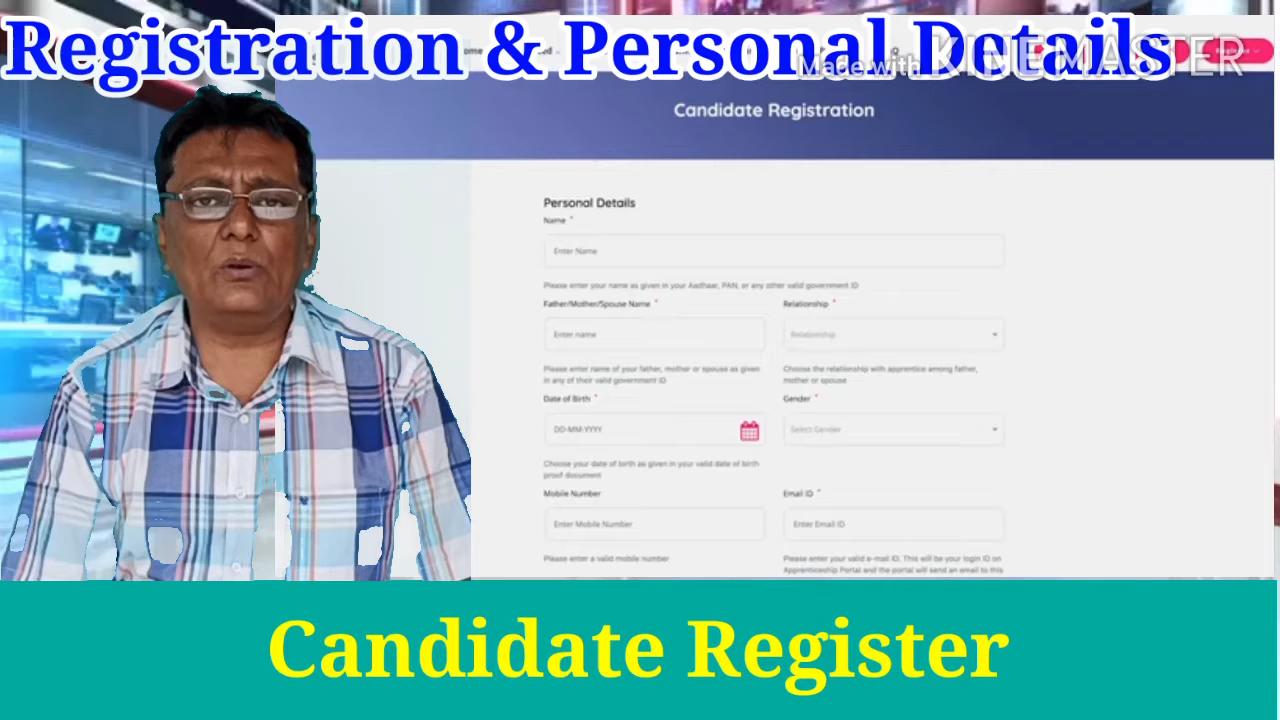 Registration & Personal Details
Made with KINEMASTER
Candidate Registration
Personal Details
Name *
Enter Name
Please enter your name as given in your Aadhaar, PAN, or any other valid government ID
Father/Mother/Spouse Name * Relationship *
Enter name Relationship
Please enter name of your father, mother or spouse as given Choose the relationship with apprentice among father,
in any of their valid government ID mother or spouse
Date of Birth * Gender *
DD-MM-YYYY Select Gender
Choose your date of birth as given in your valid date of birth
proof document
Mobile Number Email ID *
Enter Mobile Number Enter Email ID
Please enter a valid mobile number Please enter your valid e-mail ID. This will be your login ID on
Apprenticeship Portal and the portal will send an email to this
Candidate Register